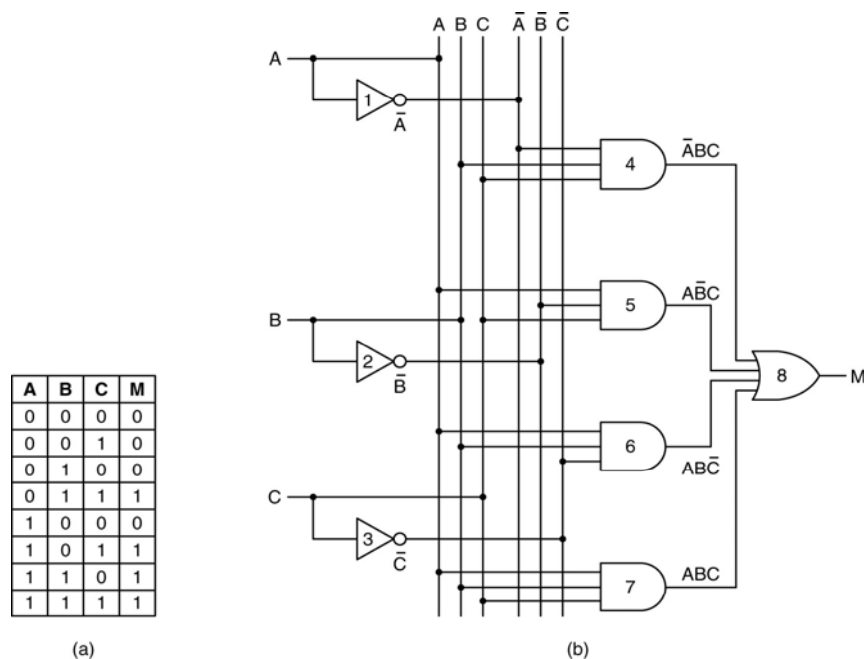 A B C A̅ B̅ C̅
A
1
A̅
4
A̅BC
B
2
B̅
5
AB̅C
8
M
6
ABC̅
C
3
C̅
7
ABC
A B C M
0 0 0 0
0 0 1 0
0 1 0 0
0 1 1 1
1 0 0 0
1 0 1 1
1 1 0 1
1 1 1 1
(a)
(b)